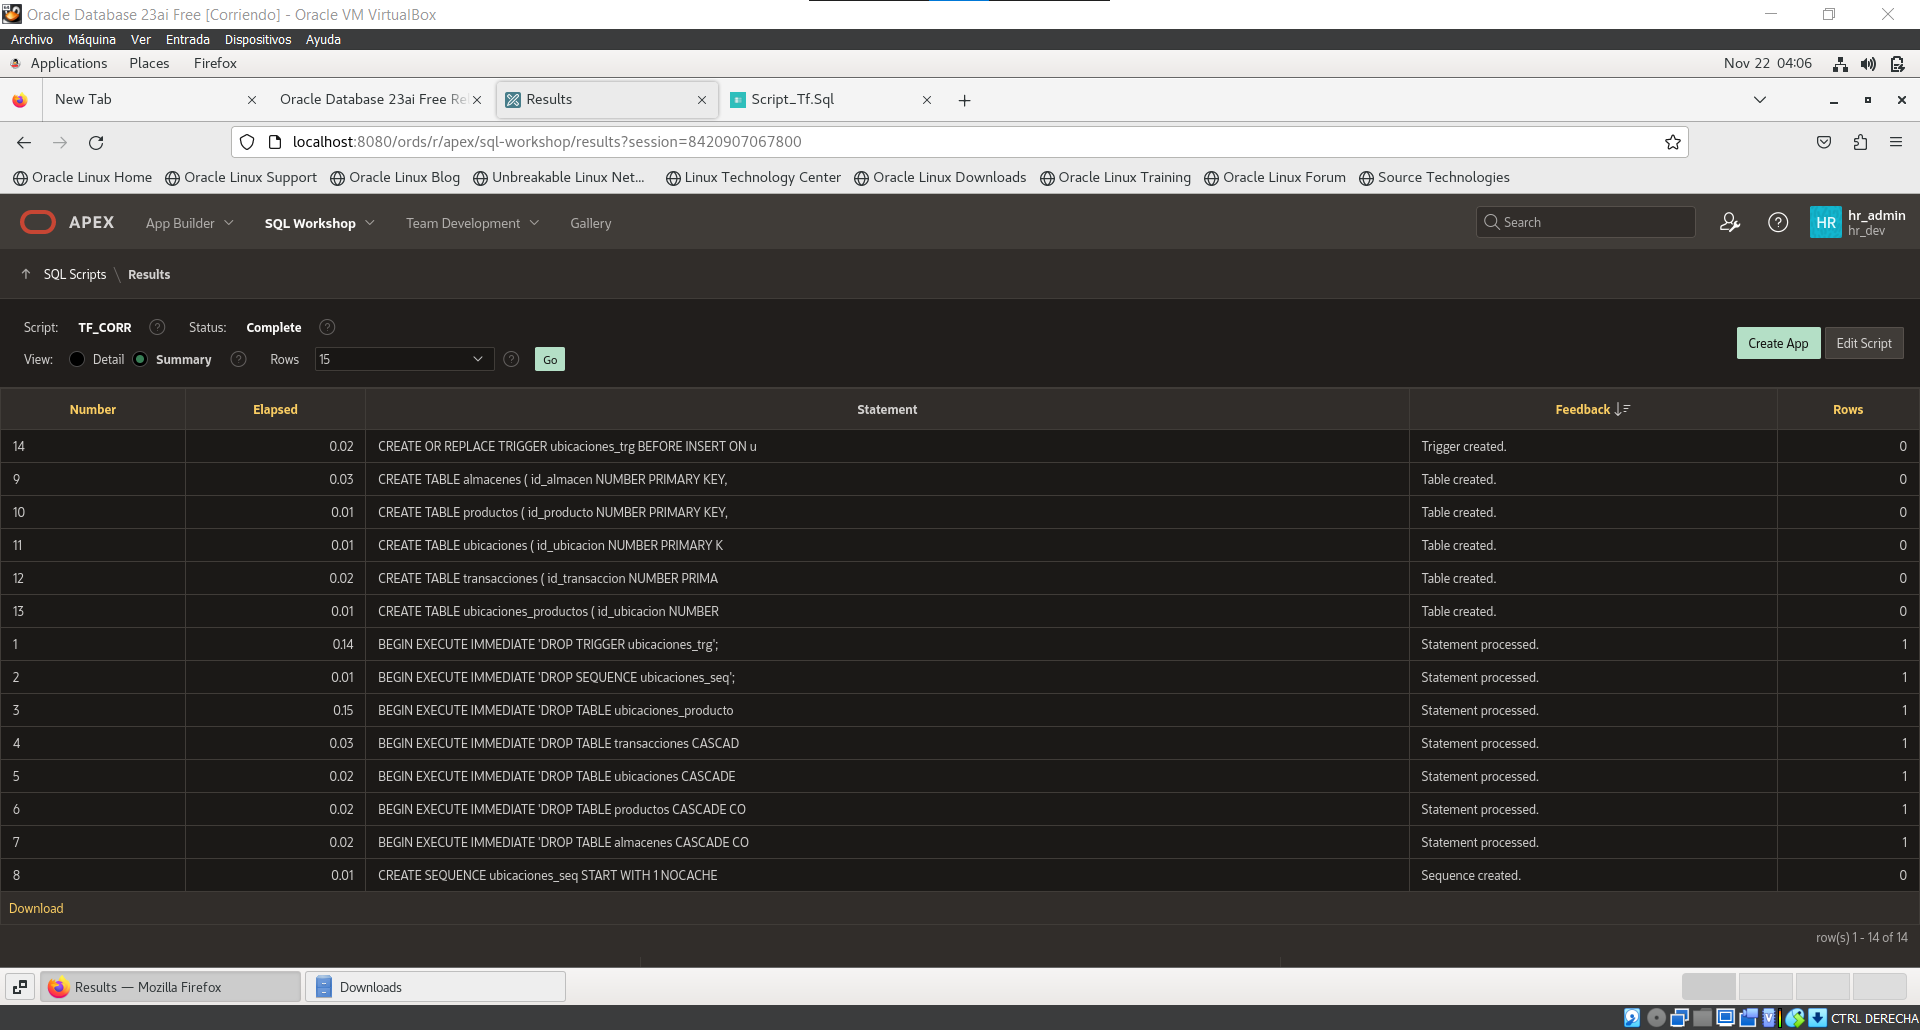 Oracle Database 23ai Free [Corriendo] - Oracle VM VirtualBox
Archivo Máquina Ver Entrada Dispositivos Ayuda
Applications Places Firefox Nov 22 04:06
New Tab Oracle Database 23ai Free Re Results Script_Tf.Sql
localhost:8080/ords/r/apex/sql-workshop/results?session=8420907067800
Oracle Linux Home Oracle Linux Support Oracle Linux Blog Unbreakable Linux Net... Linux Technology Center Oracle Linux Downloads Oracle Linux Training Oracle Linux Forum Source Technologies
APEX App Builder SQL Workshop Team Development Gallery Search HR hr_admin
hr_dev
SQL Scripts \ Results
Script: TF_CORR Status: Complete
View: Detail Summary Rows 15 Go Create App Edit Script
Number Elapsed Statement Feedback Rows
14 0.02 CREATE OR REPLACE TRIGGER ubicaciones_trg BEFORE INSERT ON u Trigger created. 0
9 0.03 CREATE TABLE almacenes ( id_almacen NUMBER PRIMARY KEY, Table created. 0
10 0.01 CREATE TABLE productos ( id_producto NUMBER PRIMARY KEY, Table created. 0
11 0.01 CREATE TABLE ubicaciones ( id_ubicacion NUMBER PRIMARY K Table created. 0
12 0.02 CREATE TABLE transacciones ( id_transaccion NUMBER PRIMA Table created. 0
13 0.01 CREATE TABLE ubicaciones_productos ( id_ubicacion NUMBER Table created. 0
1 0.14 BEGIN EXECUTE IMMEDIATE 'DROP TRIGGER ubicaciones_trg'; Statement processed. 1
2 0.01 BEGIN EXECUTE IMMEDIATE 'DROP SEQUENCE ubicaciones_seq'; Statement processed. 1
3 0.15 BEGIN EXECUTE IMMEDIATE 'DROP TABLE ubicaciones_producto Statement processed. 1
4 0.03 BEGIN EXECUTE IMMEDIATE 'DROP TABLE transacciones CASCAD Statement processed. 1
5 0.02 BEGIN EXECUTE IMMEDIATE 'DROP TABLE ubicaciones CASCADE Statement processed. 1
6 0.02 BEGIN EXECUTE IMMEDIATE 'DROP TABLE productos CASCADE CO Statement processed. 1
7 0.02 BEGIN EXECUTE IMMEDIATE 'DROP TABLE almacenes CASCADE CO Statement processed. 1
8 0.01 CREATE SEQUENCE ubicaciones_seq START WITH 1 NOCACHE Sequence created. 0
Download
row(s) 1 - 14 of 14
Results — Mozilla Firefox Downloads
CTRL DERECHA